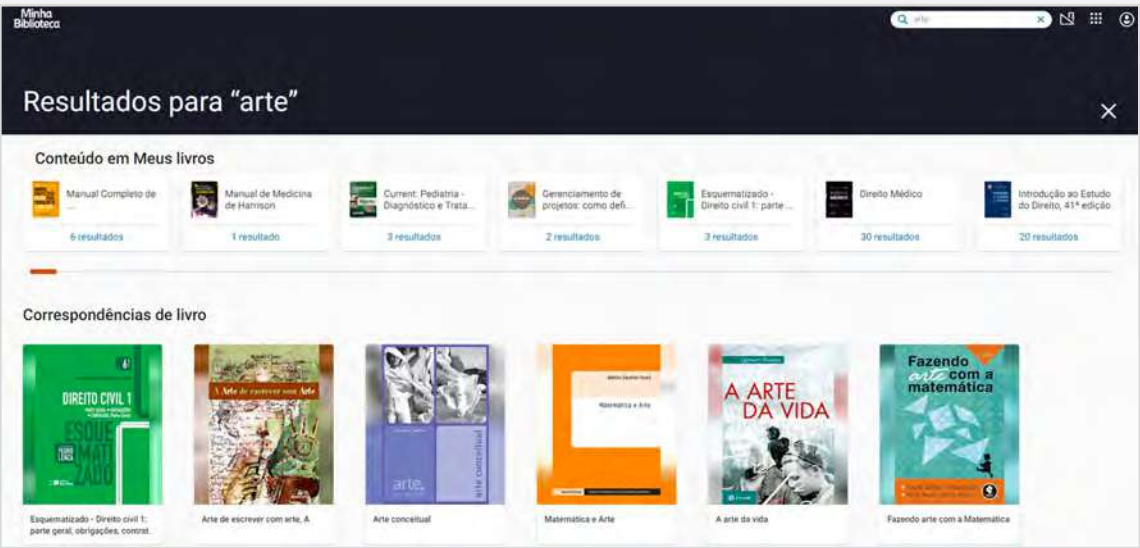 Minha
Biblioteca
arte
Resultados para “arte”
Conteúdo em Meus livros
Manual Completo de
...
6 resultados
Manual de Medicina
de Harrison
1 resultado
Current: Pediatria -
Diagnóstico e Trata...
3 resultados
Gerenciamento de
projetos: como defi...
2 resultados
Esquematizado -
Direito civil 1: parte ...
3 resultados
Direito Médico
30 resultados
Introdução ao Estudo
do Direito, 41ª edição
20 resultados
Correspondências de livro
DIREITO CIVIL 1
ESQUE
MATI
ZADO
PEDRO
LENZA
A Arte de escrever com Arte
arte.
arte conceitual
Matemática e Arte
A ARTE
DA VIDA
Fazendo
arte com a
matemática
Esquematizado - Direito civil 1:
parte geral, obrigações, contrat.
Arte de escrever com arte, A
Arte conceitual
Matemática e Arte
A arte da vida
Fazendo arte com a Matemática